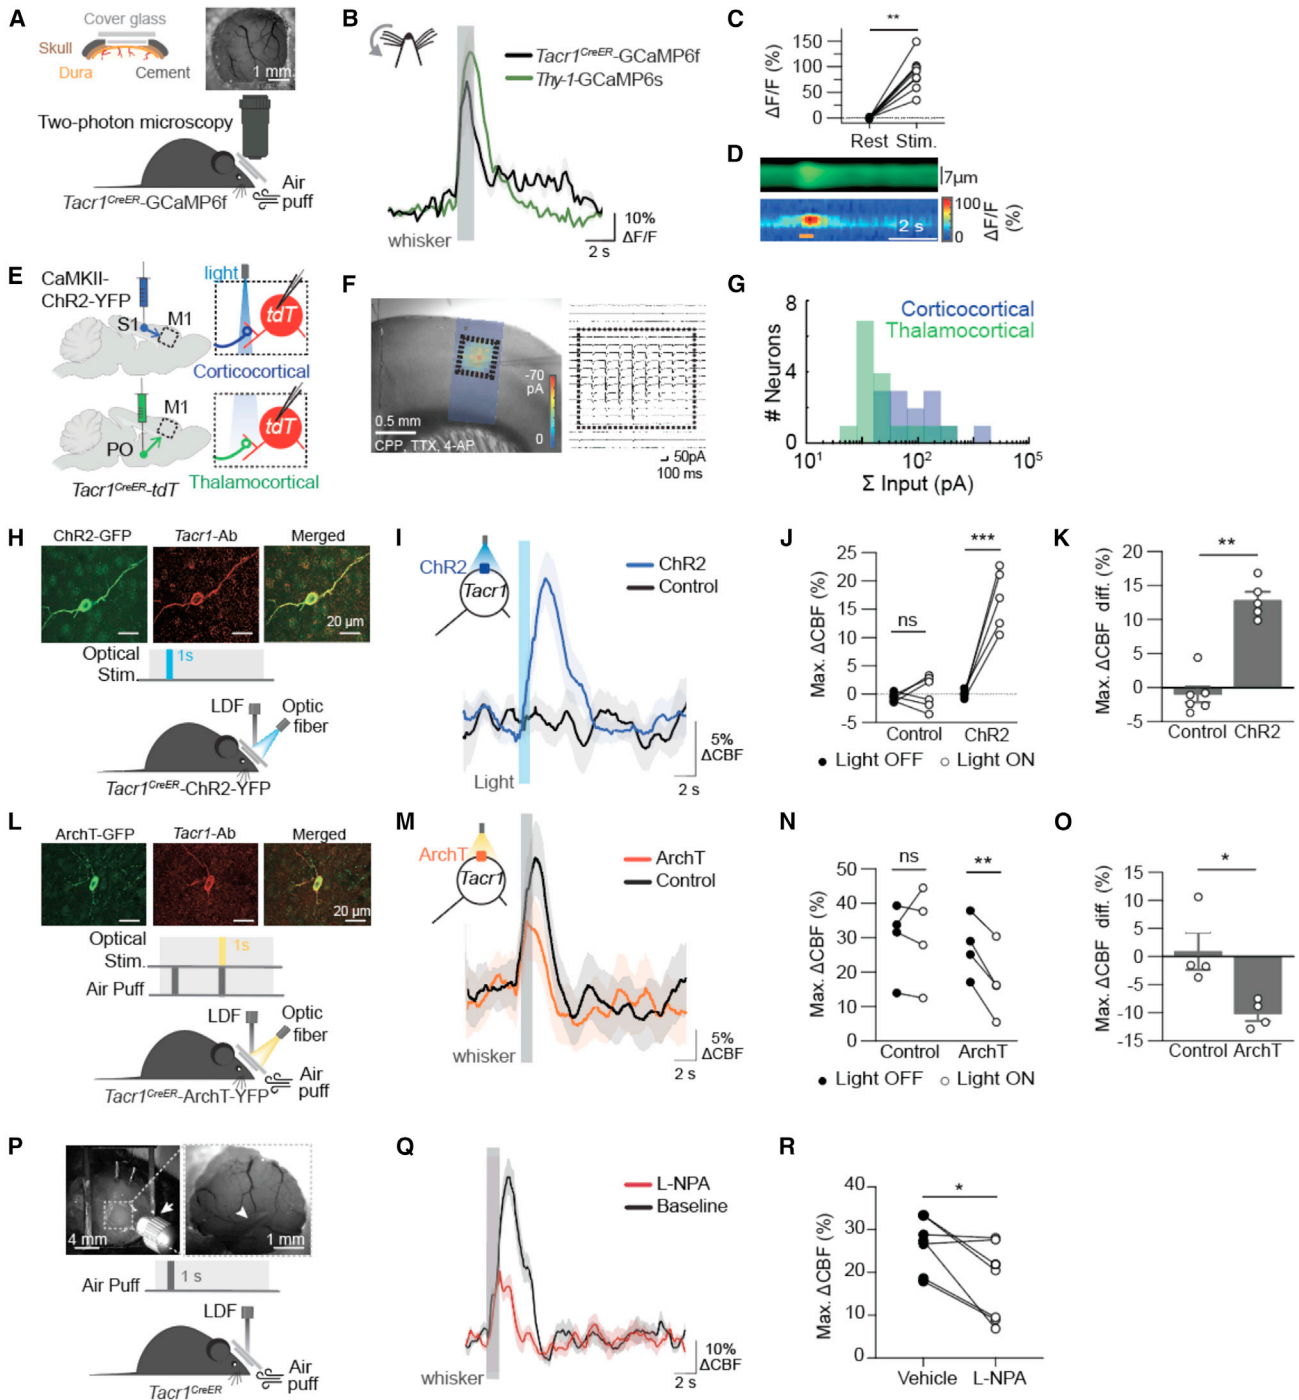 A
Cover glass
Skull
Dura
Cement
1 mm
Two-photon microscopy
Air
puff
Tacr1CreER-GCaMP6f
B
Tacr1CreER-GCaMP6f
Thy-1-GCaMP6s
whisker
10%
ΔF/F
2 s
C
**
ΔF/F (%)
150
100
50
0
Rest Stim.
D
7μm
100
0
ΔF/F
(%)
2 s
E
CaMKII-
ChR2-YFP
S1
M1
light
tdT
Corticocortical
M1
PO
tdT
Tacr1CreER-tdT
Thalamocortical
F
-70
pA
0
0.5 mm
CPP, TTX, 4-AP
50pA
100 ms
G
# Neurons
8
4
0
Corticocortical
Thalamocortical
101 102 105
Σ Input (pA)
H
ChR2-GFP Tacr1-Ab Merged
20 μm
Optical
Stim.
1s
LDF
Optic
fiber
Tacr1CreER-ChR2-YFP
I
ChR2
Tacr1
ChR2
Control
Light
5%
ΔCBF
2 s
J
Max. ΔCBF (%)
25
20
15
10
5
0
-5
ns
***
Control ChR2
● Light OFF ○ Light ON
K
Max. ΔCBF diff. (%)
20
15
10
5
0
-5
**
Control ChR2
L
ArchT-GFP Tacr1-Ab Merged
20 μm
Optical
Stim.
1s
Air Puff
LDF
Optic
fiber
Air
puff
Tacr1CreER-ArchT-YFP
M
ArchT
Tacr1
ArchT
Control
whisker
5%
ΔCBF
2 s
N
Max. ΔCBF (%)
50
40
30
20
10
0
ns
**
Control ArchT
● Light OFF ○ Light ON
O
Max. ΔCBF diff. (%)
15
10
5
0
-5
-10
-15
*
Control ArchT
P
4 mm
1 mm
Air Puff
1 s
LDF
Air
puff
Tacr1CreER
Q
L-NPA
Baseline
whisker
10%
ΔCBF
2 s
R
Max. ΔCBF (%)
40
30
20
10
0
*
Vehicle L-NPA